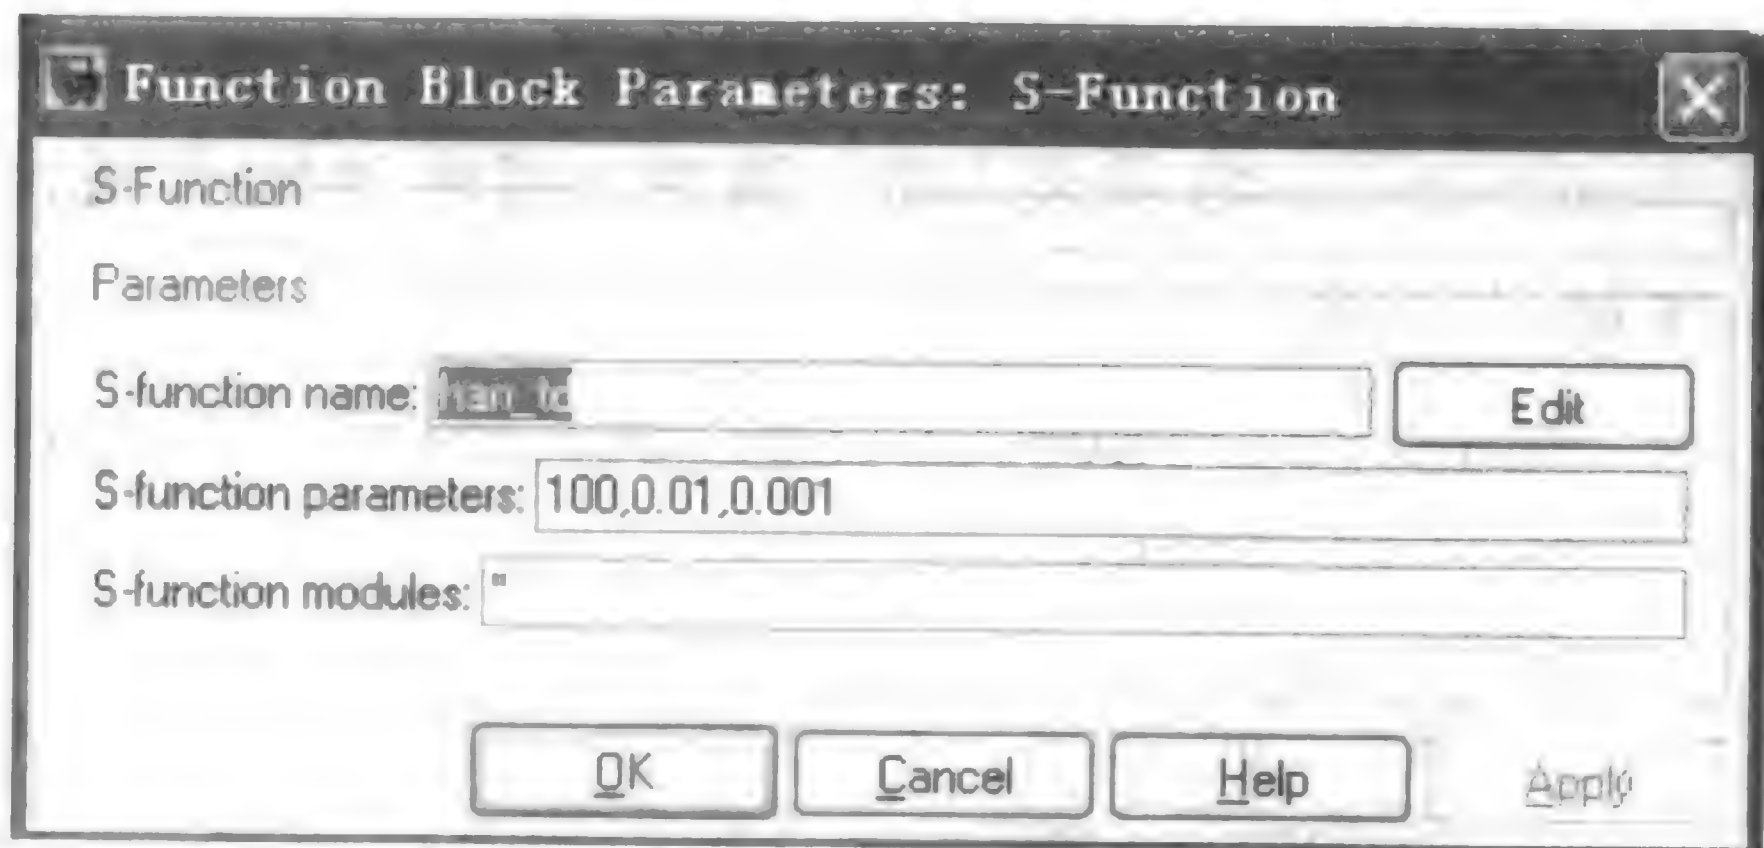 Function Block Parameters: S-Function
S-Function
Parameters
S-function name: han_td
Edit
S-function parameters: 100,0.01,0.001
S-function modules: ''
OK
Cancel
Help
Apply